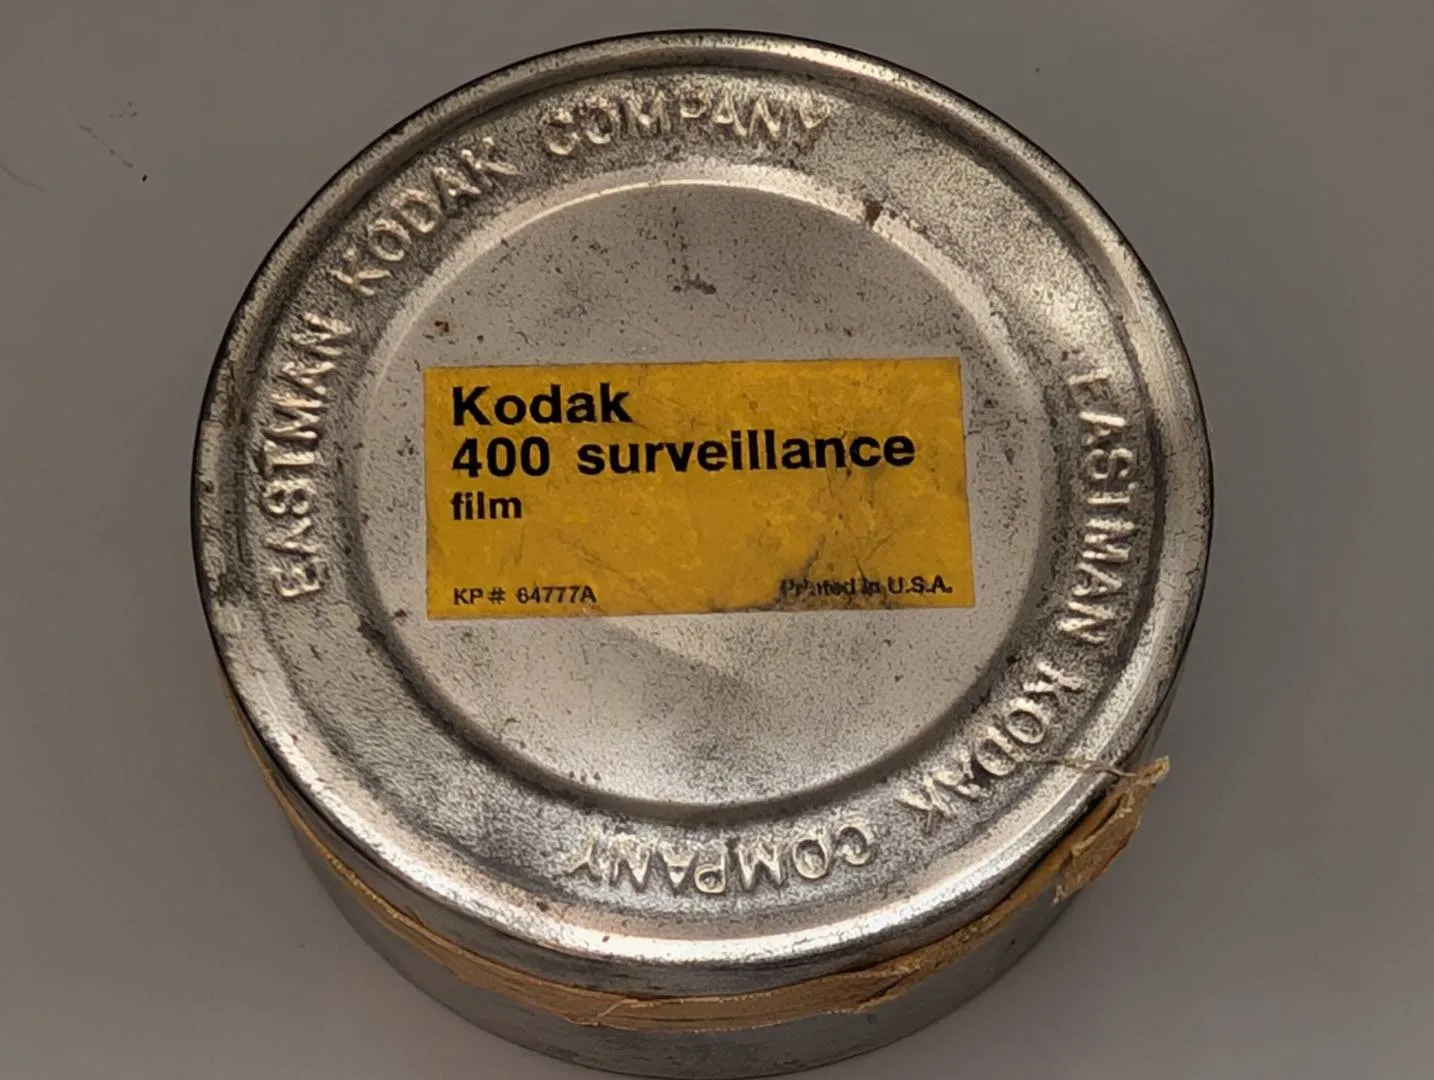 EASTMAN KODAK COMPANY
Kodak
400 surveillance
film
KP# 64777A
Printed in U.S.A.
EASTMAN KODAK COMPANY